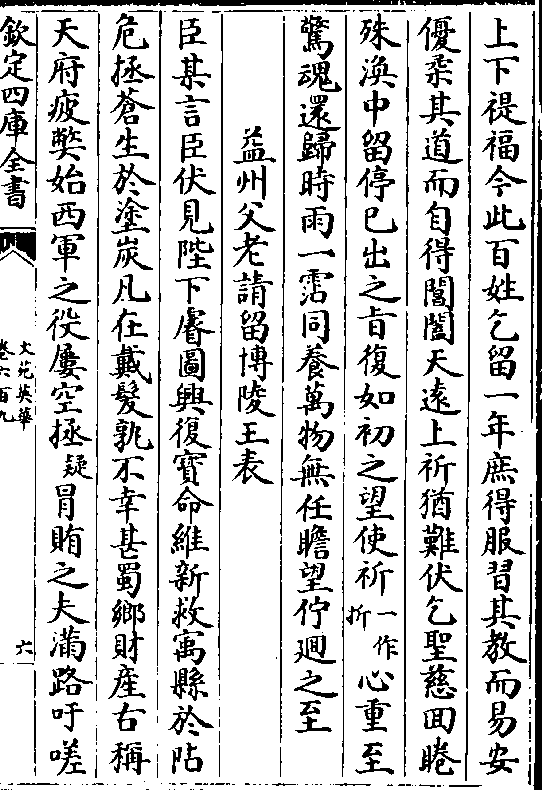 上下禔福今此百姓乞留一年庶得服習其教而易安
優柔其道而自得閶闔天遠上祈猶難伏乞聖慈回睠
殊渙中留停已出之旨復如初之望使祈一作折心重至
驚魂還歸時雨一霑同養萬物無任瞻望佇迴之至
益州父老請留博陵王表
臣某言臣伏見陛下睿圖興復寳命維新救寓縣於阽
危拯蒼生於塗炭凡在戴髮孰不幸甚蜀鄉財産右稱
天府疲弊始西軍之役屢空拯疑冐賄之夫滿路吁嗟
欽定四庫全書
文苑英華
卷六百九
六